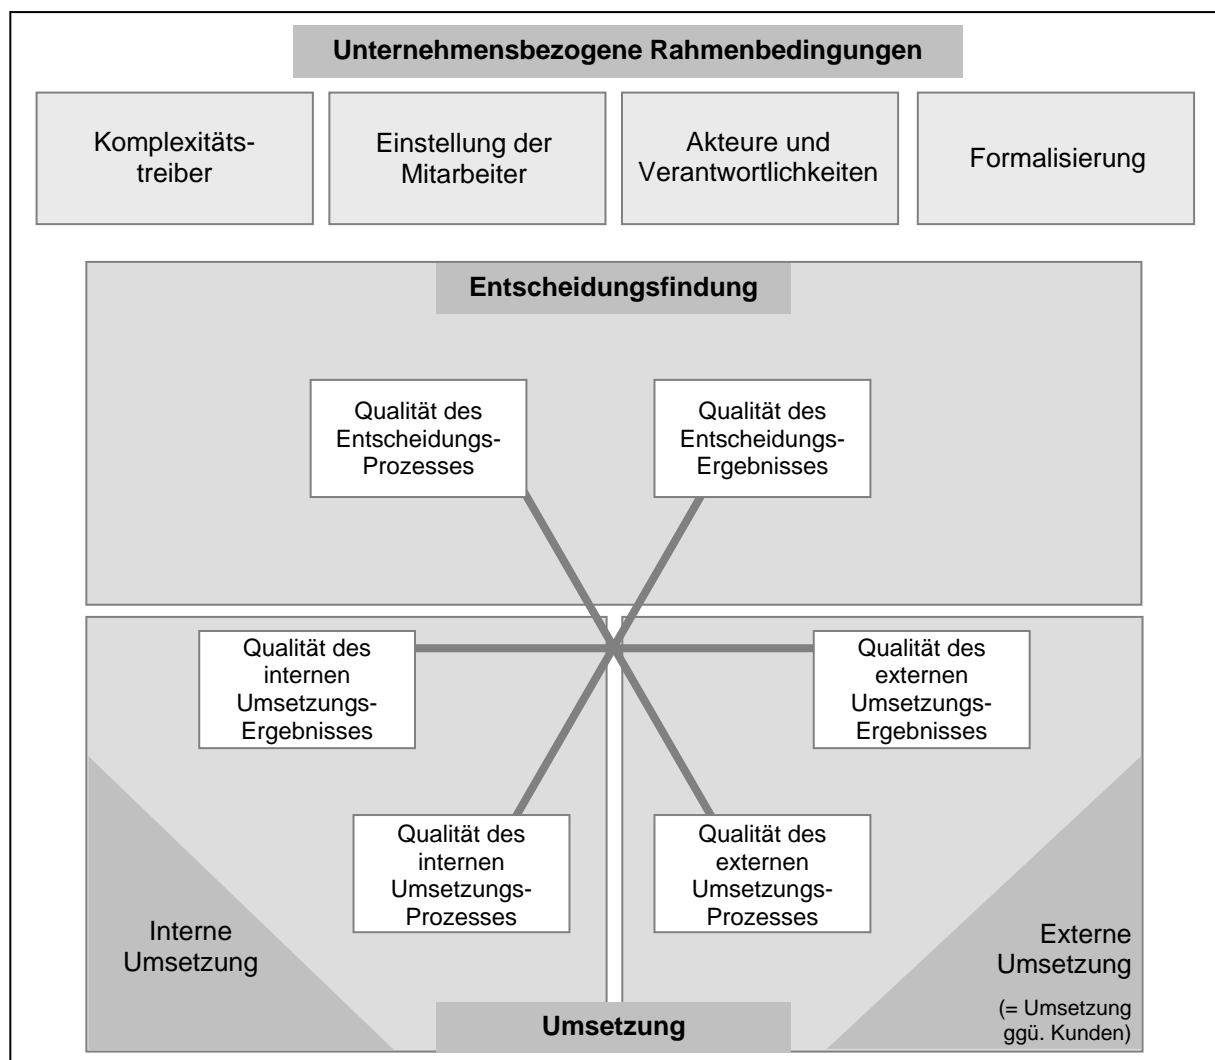 Unternehmensbezogene Rahmenbedingungen
Komplexitäts-
treiber
Einstellung der
Mitarbeiter
Akteure und
Verantwortlichkeiten
Formalisierung
Entscheidungsfindung
Qualität des
Entscheidungs-
Prozesses
Qualität des
Entscheidungs-
Ergebnisses
Qualität des
internen
Umsetzungs-
Ergebnisses
Qualität des
externen
Umsetzungs-
Ergebnisses
Qualität des
internen
Umsetzungs-
Prozesses
Qualität des
externen
Umsetzungs-
Prozesses
Interne
Umsetzung
Externe
Umsetzung
(= Umsetzung
ggü. Kunden)
Umsetzung